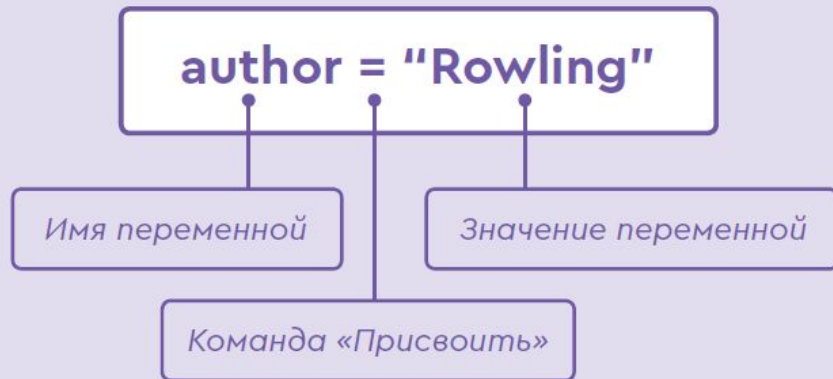 author = “Rowling”
Имя переменной
Значение переменной
Команда «Присвоить»